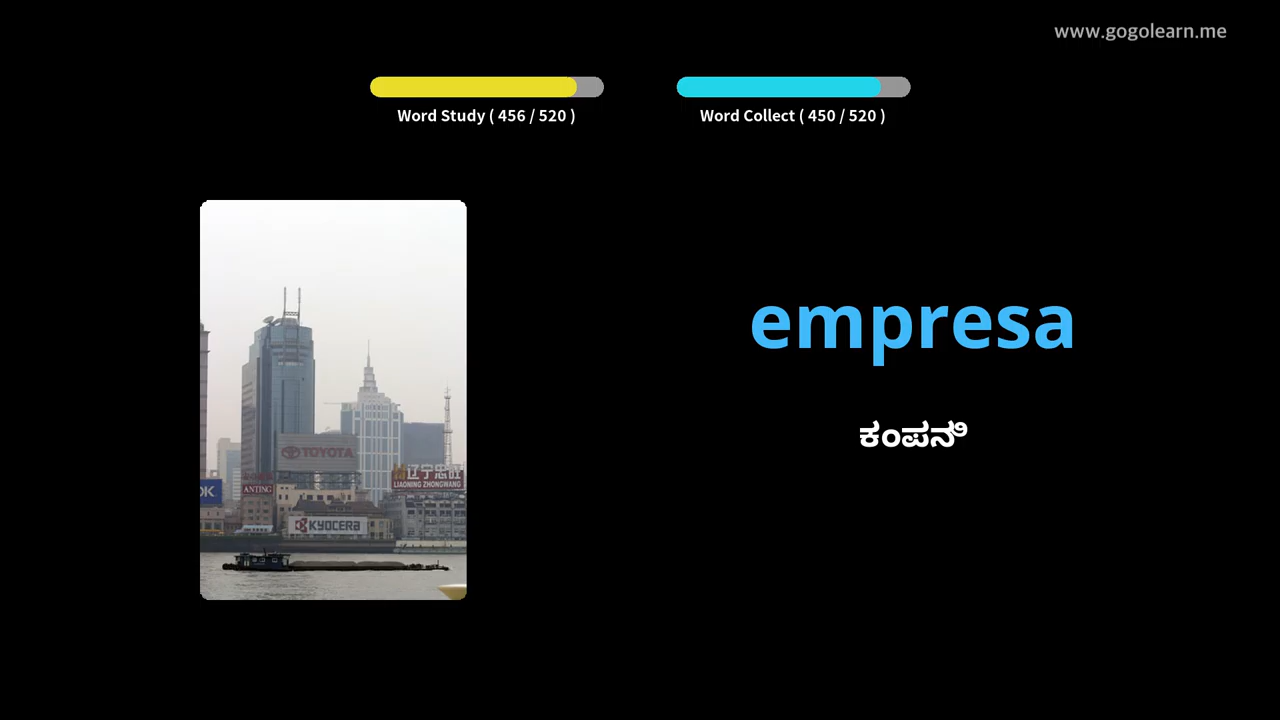 www.gogolearn.me
Word Study ( 456 / 520 )
Word Collect ( 450 / 520 )
empresa
ಕಂಪನಿ
TOYOTA
辽宁忠旺
LIAONING ZHONGWANG
ANTING
KYOCERA